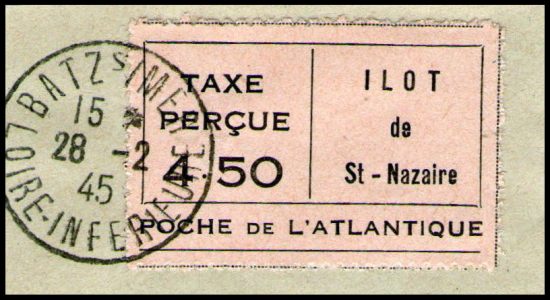 BATZ S/MER
15 *
28 -2
45
LOIRE-INFERIEURE
TAXE
PERÇUE
4.50
ILOT
de
St-Nazaire
POCHE DE L'ATLANTIQUE